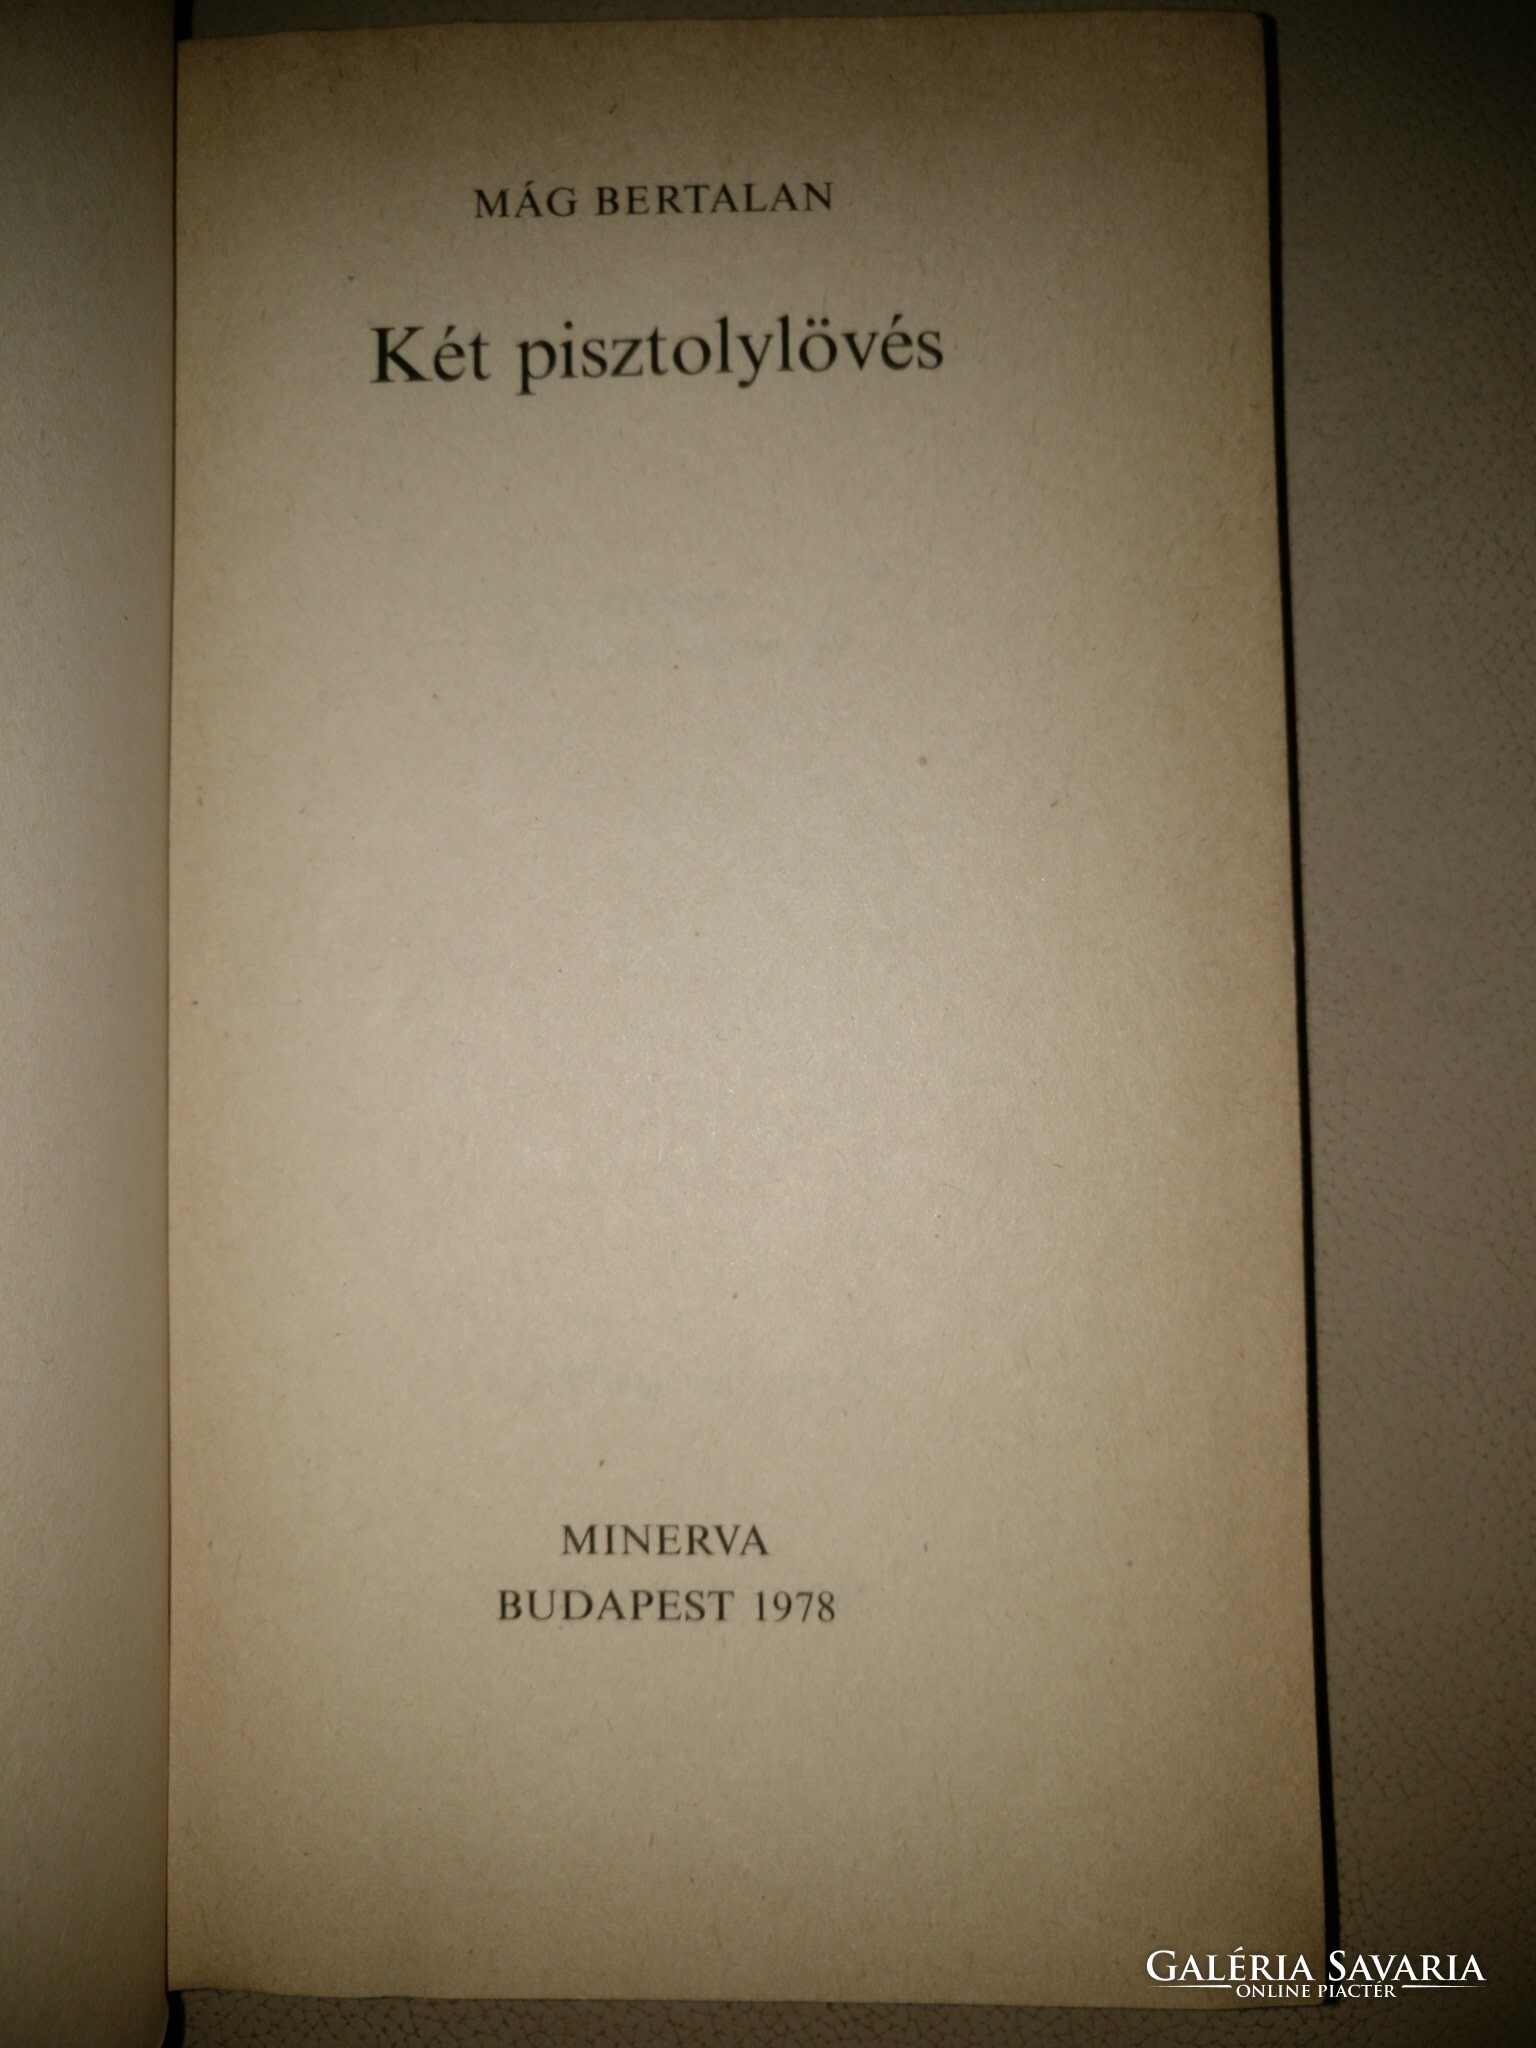 MÁG BERTALAN
Két pisztolylövés
MINERVA
BUDAPEST 1978
GALÉRIA SAVARIA
ONLINE PIACTÉR